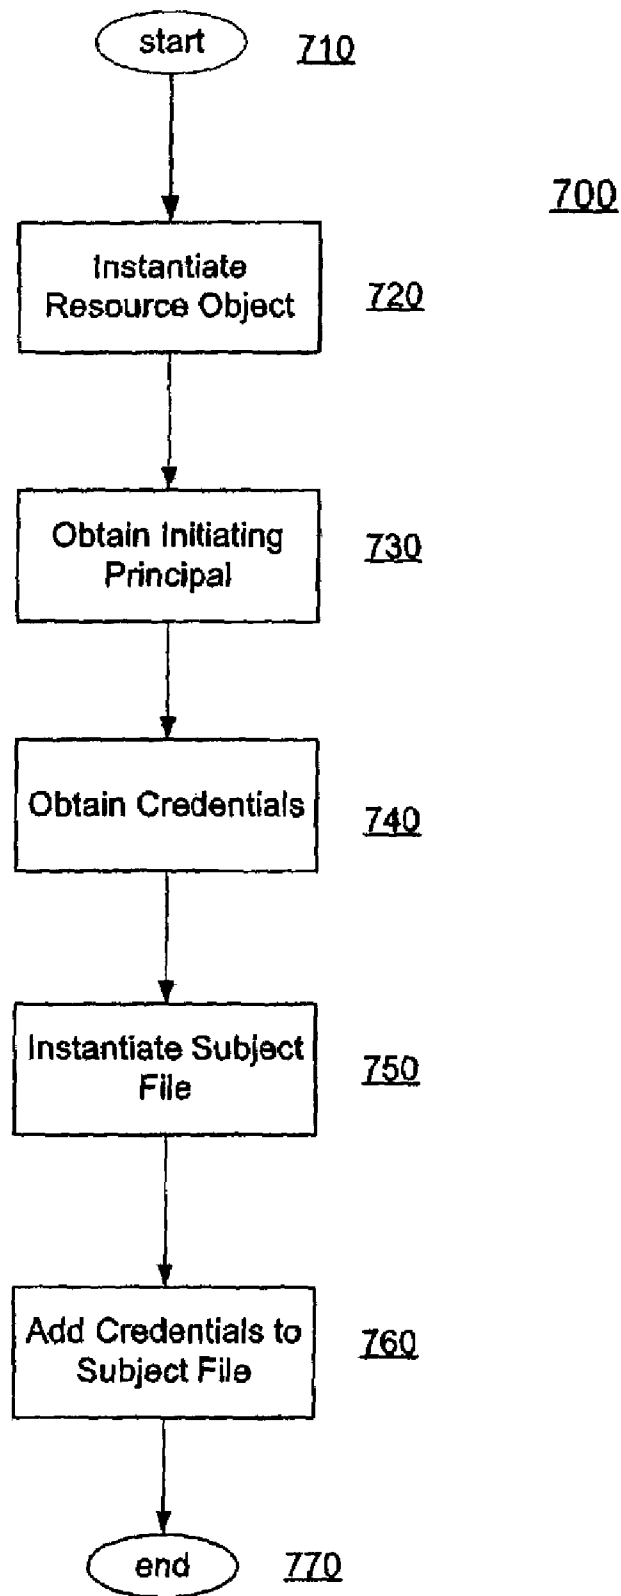 start
710
700
Instantiate
Resource Object
720
Obtain Initiating
Principal
730
Obtain Credentials
740
Instantiate Subject
File
750
Add Credentials to
Subject File
760
end
770